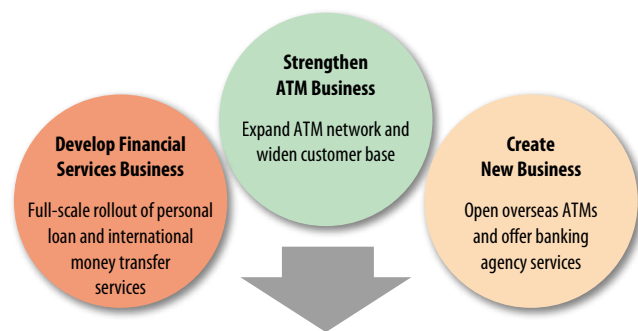 Strengthen
ATM Business
Expand ATM network and
widen customer base
Develop Financial
Services Business
Full-scale rollout of personal
loan and international
money transfer
services
Create
New Business
Open overseas ATMs
and offer banking
agency services